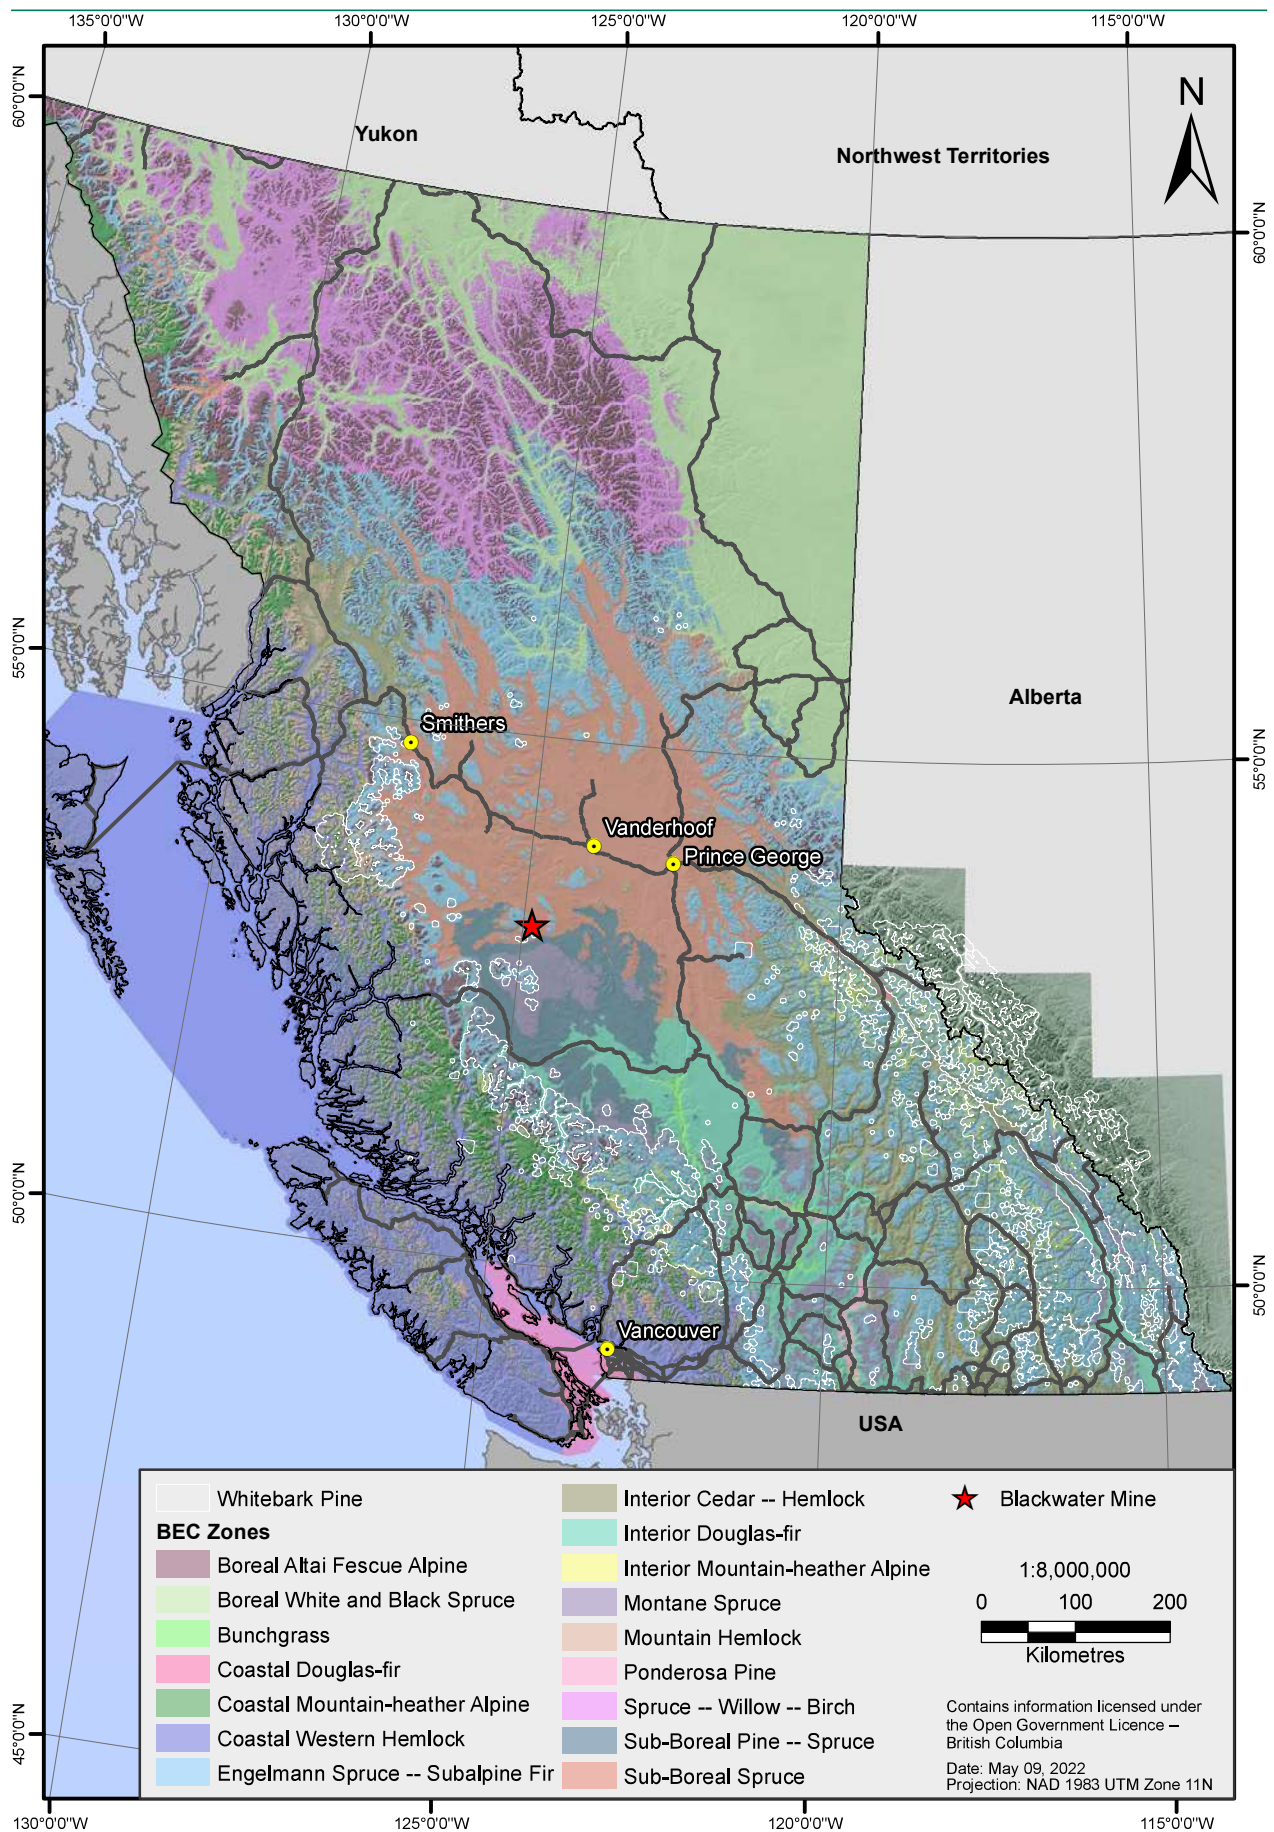 135°0'0"W
130°0'0"W
125°0'0"W
120°0'0"W
115°0'0"W
60°0'0"N
60°0'0"N
N
Yukon
Northwest Territories
55°0'0"N
55°0'0"N
Alberta
Smithers
Vanderhoof
Prince George
50°0'0"N
50°0'0"N
Vancouver
USA
45°0'0"N
Whitebark Pine
BEC Zones
Boreal Altai Fescue Alpine
Boreal White and Black Spruce
Bunchgrass
Coastal Douglas-fir
Coastal Mountain-heather Alpine
Coastal Western Hemlock
Engelmann Spruce -- Subalpine Fir
Interior Cedar -- Hemlock
Interior Douglas-fir
Interior Mountain-heather Alpine
Montane Spruce
Mountain Hemlock
Ponderosa Pine
Spruce -- Willow -- Birch
Sub-Boreal Pine -- Spruce
Sub-Boreal Spruce
Blackwater Mine
1:8,000,000
0 100 200
Kilometres
Contains information licensed under
the Open Government Licence –
British Columbia
Date: May 09, 2022
Projection: NAD 1983 UTM Zone 11N
130°0'0"W
125°0'0"W
120°0'0"W
115°0'0"W